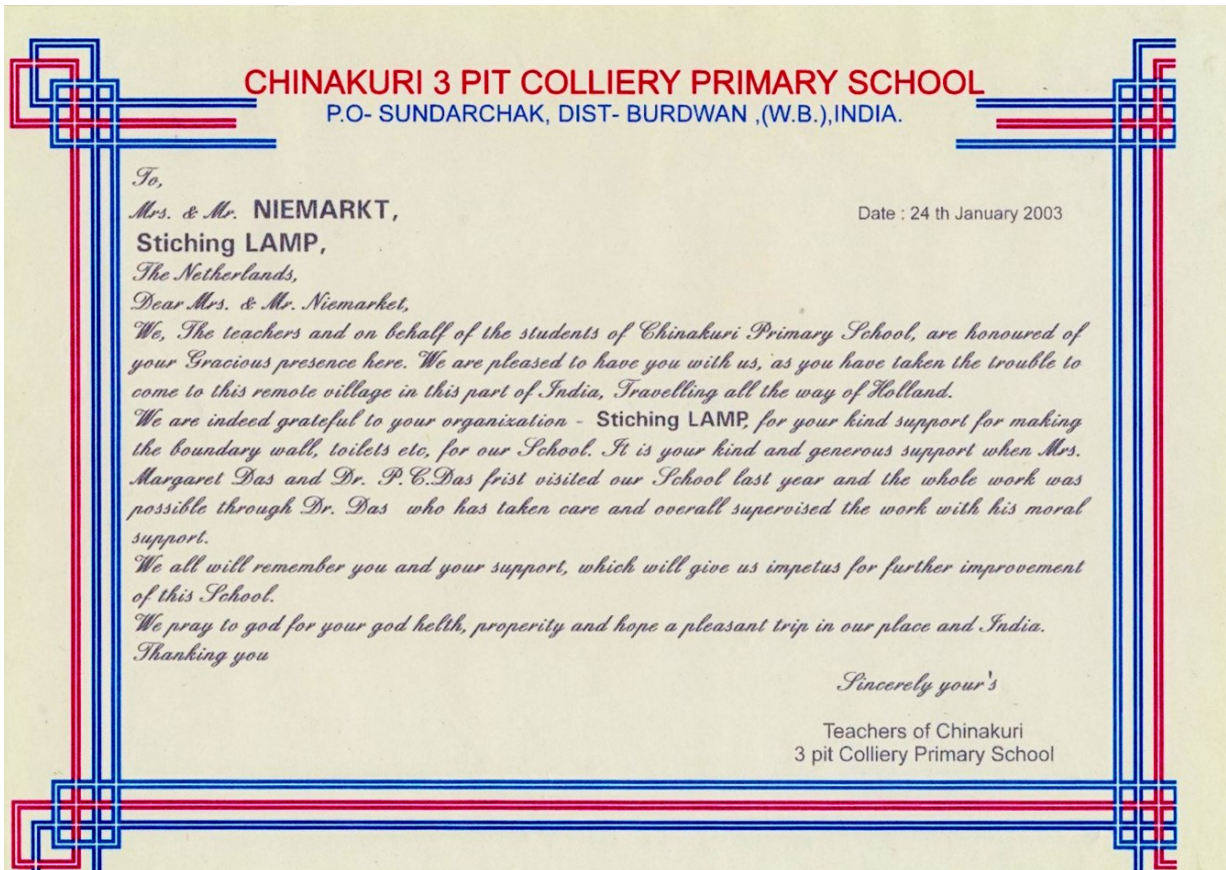 CHINAKURI 3 PIT COLLIERY PRIMARY SCHOOL
P.O- SUNDARCHAK, DIST- BURDWAN ,(W.B.),INDIA.
To,
Mrs. & Mr. NIEMARKT,
Date : 24 th January 2003
Stiching LAMP,
The Netherlands,
Dear Mrs. & Mr. Niemarket,
We, The teachers and on behalf of the students of Chinakuri Primary School, are honoured of
your Gracious presence here. We are pleased to have you with us, as you have taken the trouble to
come to this remote village in this part of India, Travelling all the way of Holland.
We are indeed grateful to your organization - Stiching LAMP, for your kind support for making
the boundary wall, toilets etc, for our School. It is your kind and generous support when Mrs.
Margaret Das and Dr. P.C.Das frist visited our School last year and the whole work was
possible through Dr. Das who has taken care and overall supervised the work with his moral
support.
We all will remember you and your support, which will give us impetus for further improvement
of this School.
We pray to god for your god helth, properity and hope a pleasant trip in our place and India.
Thanking you
Sincerely your's
Teachers of Chinakuri
3 pit Colliery Primary School